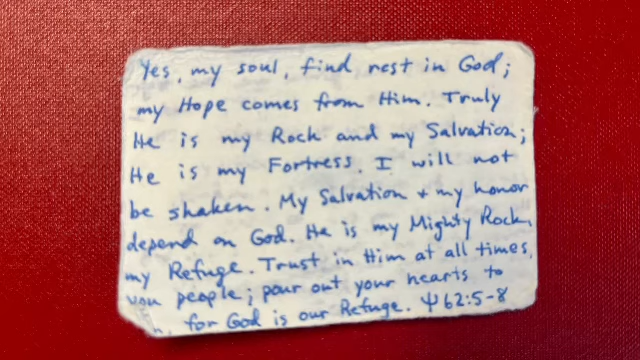 Yes, my soul, find rest in God;
my Hope comes from Him. Truly
He is my Rock and my Salvation;
He is my Fortress, I will not
be shaken. My Salvation + my honor
depend on God. He is my Mighty Rock,
my Refuge. Trust in Him at all times,
you people; pour out your hearts to
for God is our Refuge. Ψ 62:5-8